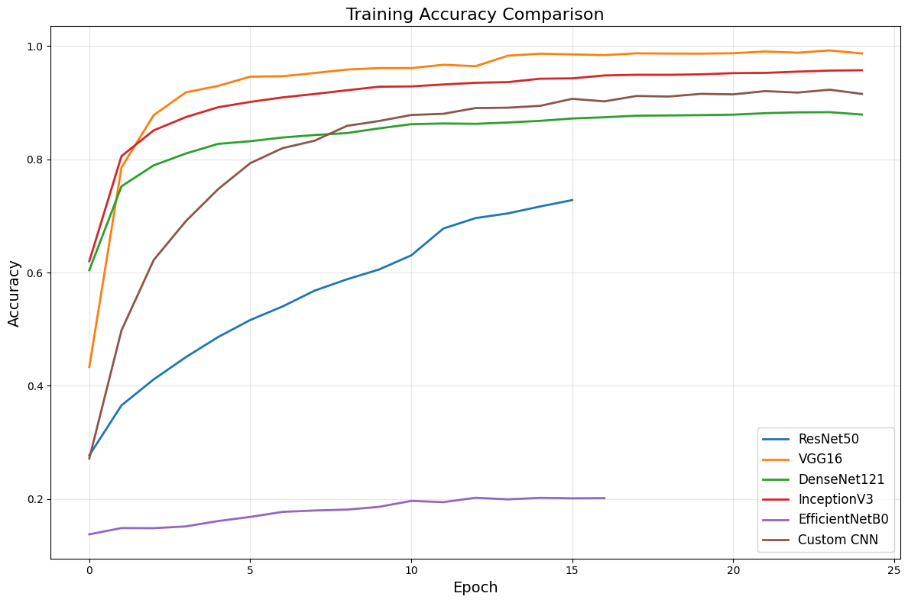 Training Accuracy Comparison
Accuracy
1.0
0.8
0.6
0.4
0.2
0 5 10 15 20 25
Epoch
ResNet50
VGG16
DenseNet121
InceptionV3
EfficientNetB0
Custom CNN